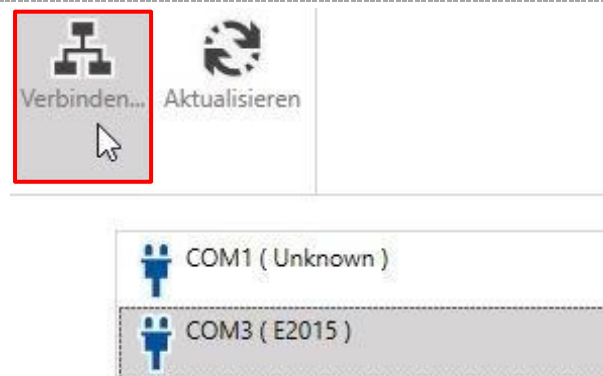 Verbinden... Aktualisieren
COM1 ( Unknown )
COM3 ( E2015 )